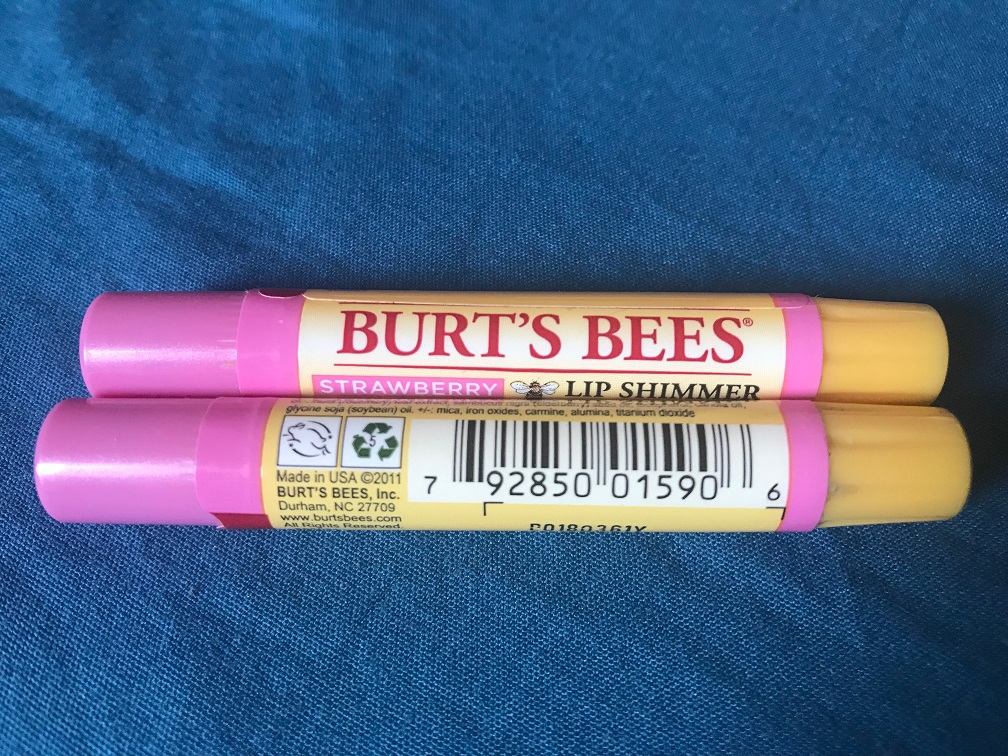 BURT'S BEES®
STRAWBERRY LIP SHIMMER
glycine soja (soybean) oil. +/-: mica, iron oxides, carmine, alumina, titanium dioxide
5
Made in USA ©2011
BURT'S BEES, Inc.
Durham, NC 27709
www.burtsbees.com
All Rights Reserved.
7 92850 01590 6